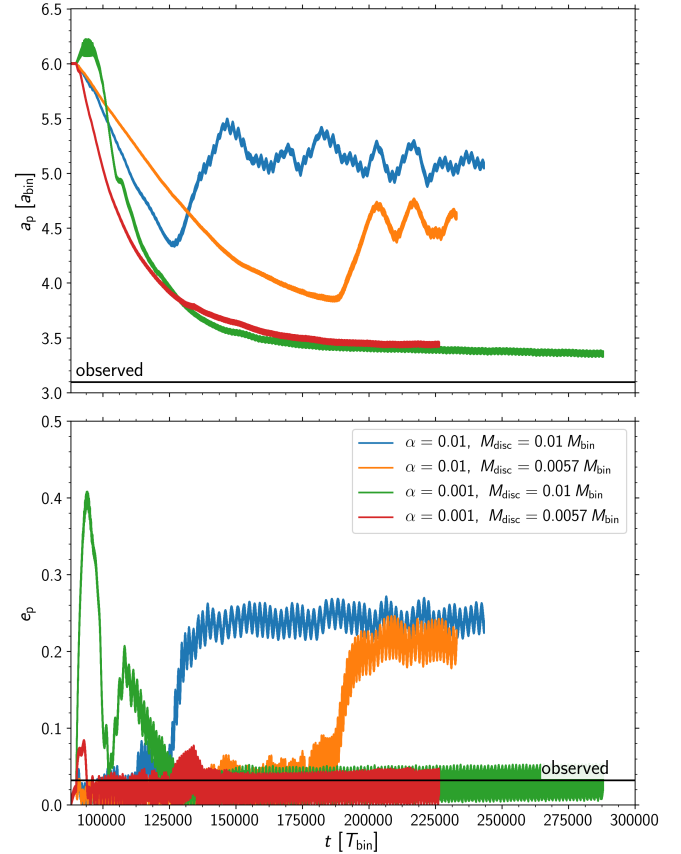 6.5
6.0
5.5
5.0
4.5
4.0
3.5
3.0
a_p [a_bin]
observed
0.5
0.4
0.3
0.2
0.1
0.0
e_p
α = 0.01, M_disc = 0.01 M_bin
α = 0.01, M_disc = 0.0057 M_bin
α = 0.001, M_disc = 0.01 M_bin
α = 0.001, M_disc = 0.0057 M_bin
observed
100000 125000 150000 175000 200000 225000 250000 275000 300000
t [T_bin]